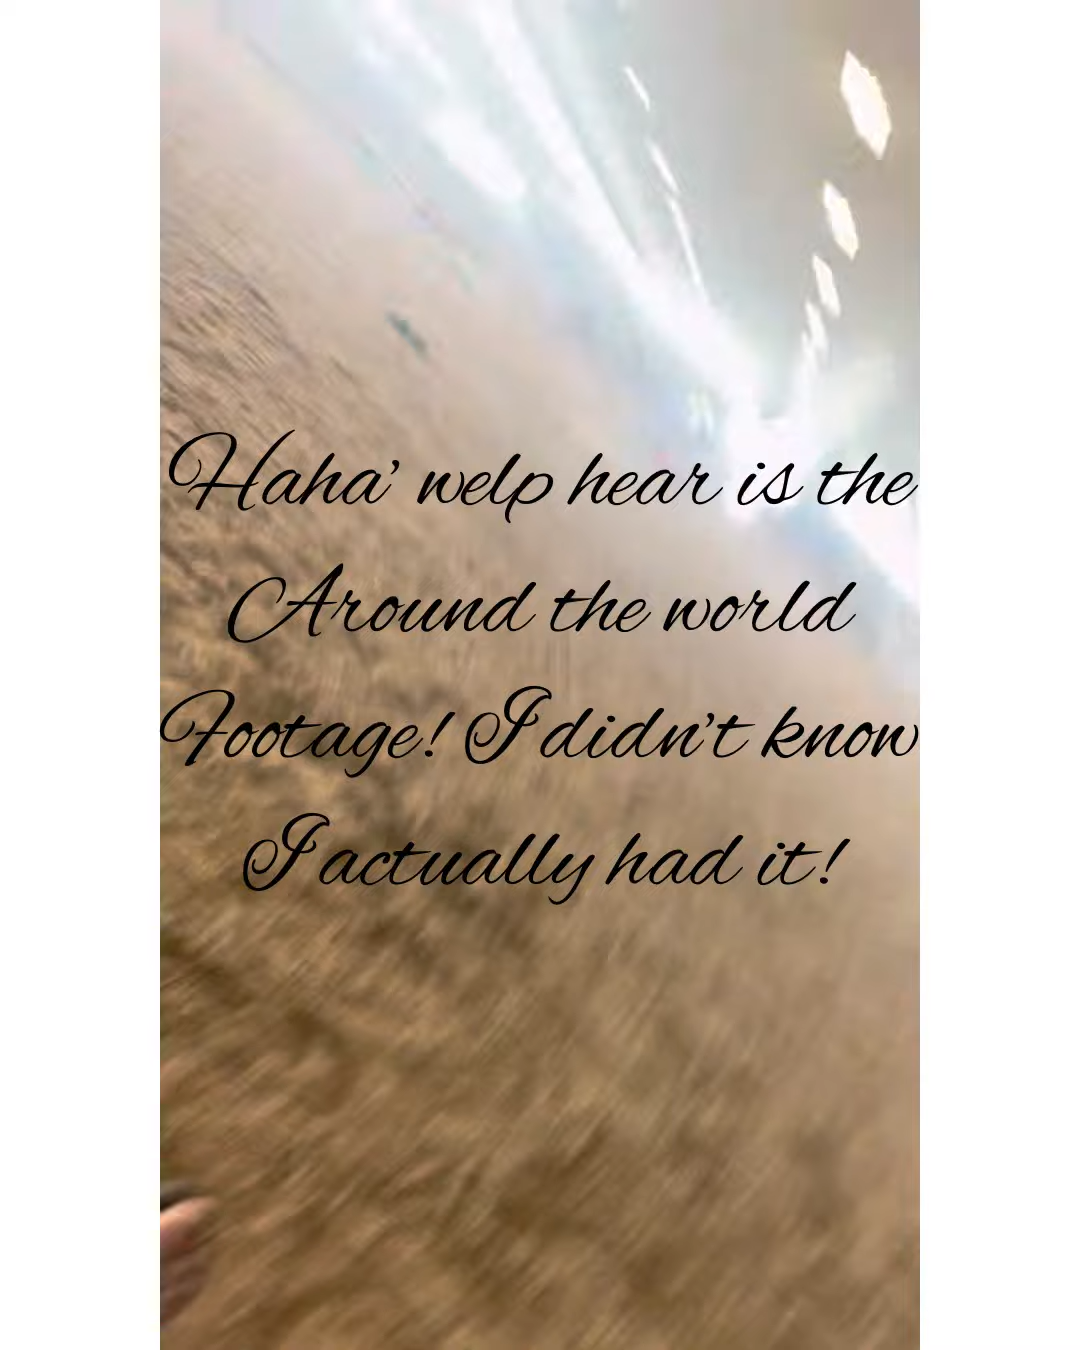 Haha' welp hear is the
Around the world
Footage! I didn't know
I actually had it!